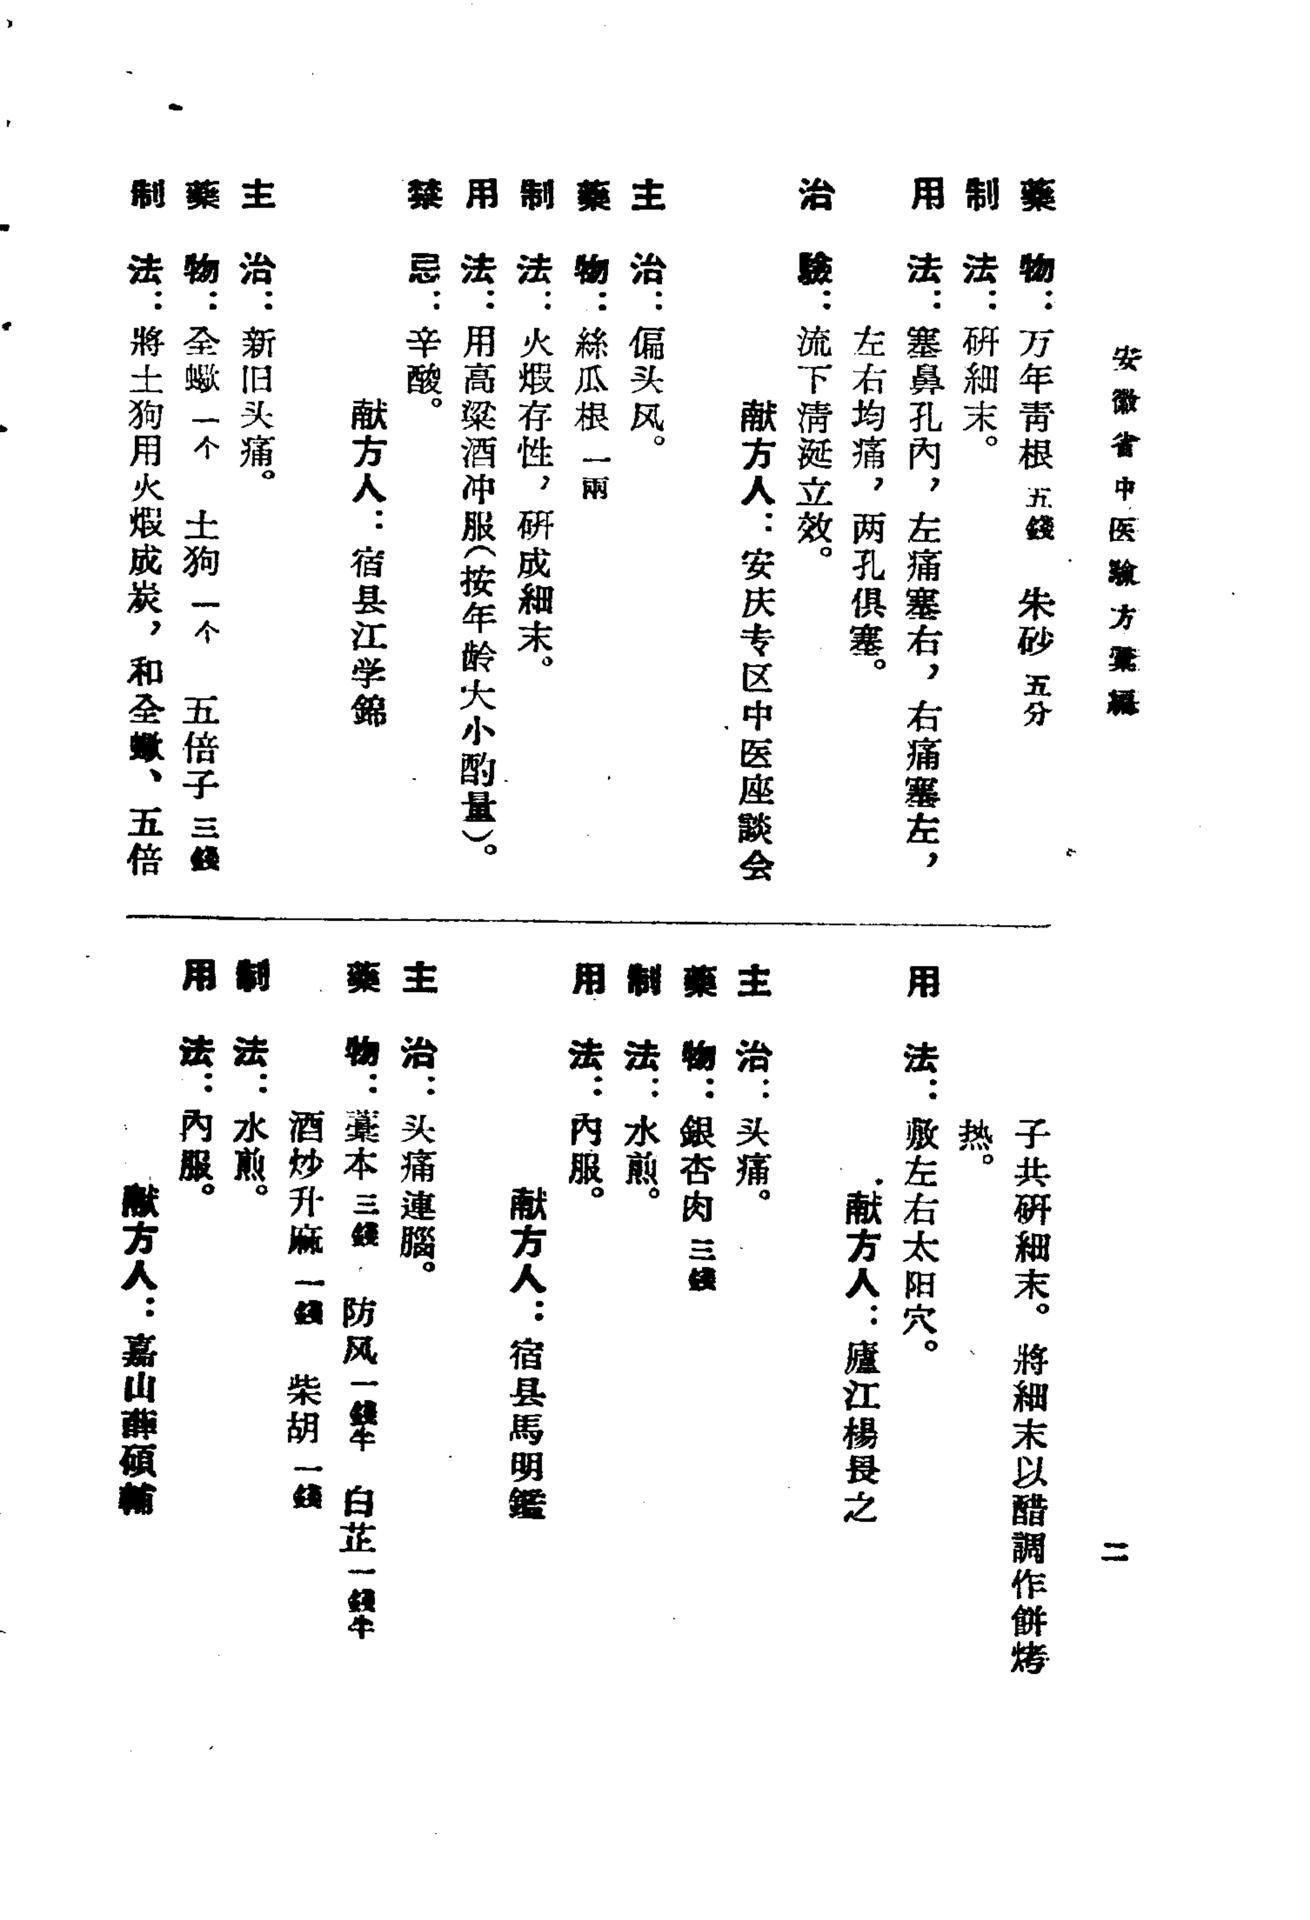 安徽省中医驗方彙編
二
藥物：万年青根五錢　朱砂五分
制法：研細末。
用法：塞鼻孔內，左痛塞右，右痛塞左，
左右均痛，两孔俱塞。
治驗：流下清涎立效。
献方人：安庆专区中医座談会
主治：偏头风。
藥物：絲瓜根一兩
制法：火煅存性，研成細末。
用法：用高粱酒冲服（按年龄大小酌量）。
禁忌：辛酸。
献方人：宿县江学錦
主治：新旧头痛。
藥物：全蠍一个　土狗一个　五倍子三錢
制法：將土狗用火煅成炭，和全蠍、五倍
子共研細末。將細末以醋調作餅烤
热。
用法：敷左右太阳穴。
献方人：廬江楊畏之
主治：头痛。
藥物：銀杏肉三錢
制法：水煎。
用法：內服。
献方人：宿县馬明鑑
主治：头痛連腦。
藥物：藁本三錢　防风一錢半　白芷一錢半
酒炒升麻一錢　柴胡一錢
制法：水煎。
用法：內服。
献方人：嘉山薛碩輔